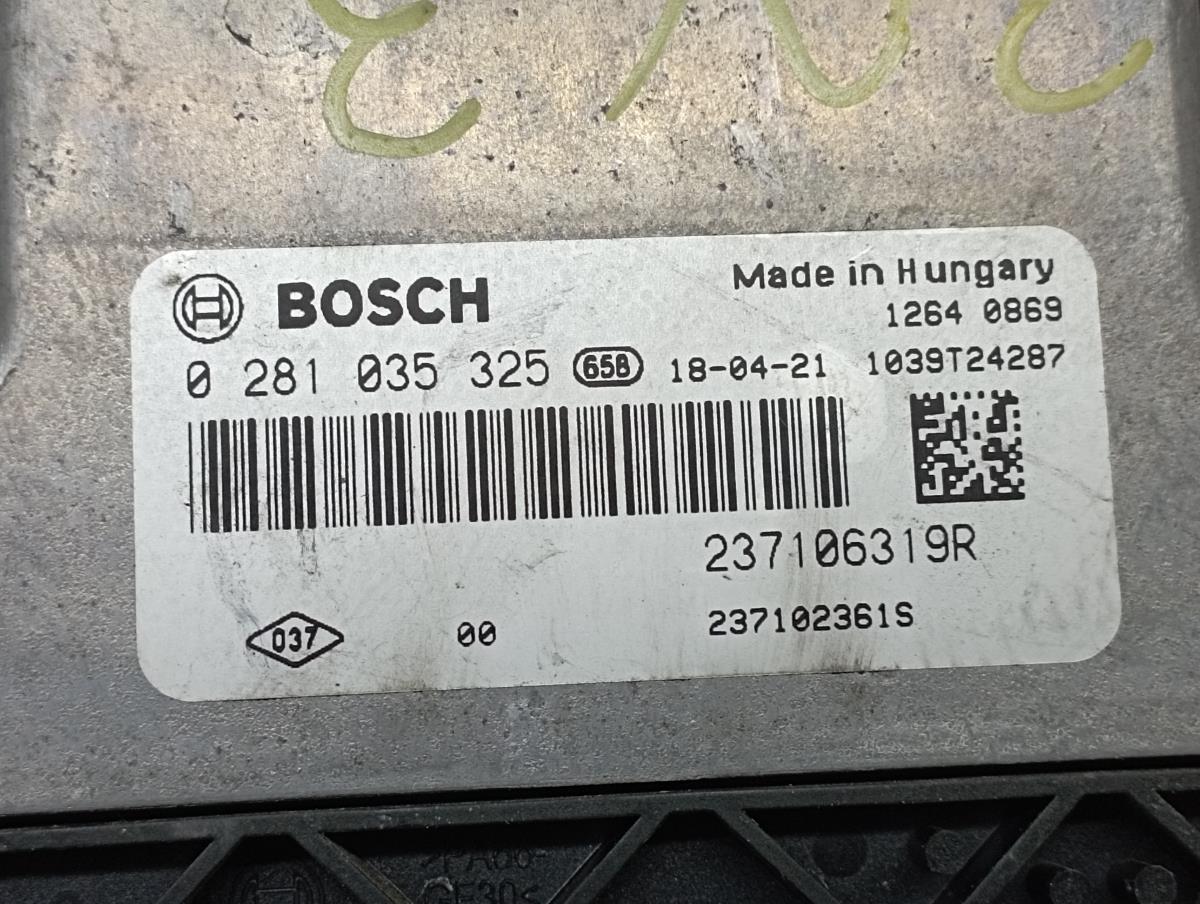 BOSCH
Made in Hungary
1264 0869
0 281 035 325 658 18-04-21 1039T24287
237106319R
037 00 237102361S